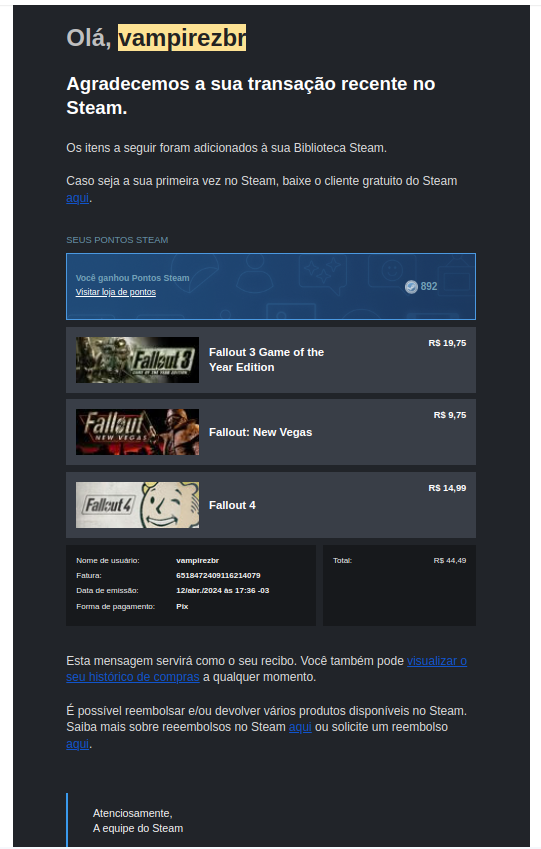 Olá, vampirezbr
Agradecemos a sua transação recente no
Steam.
Os itens a seguir foram adicionados à sua Biblioteca Steam.
Caso seja a sua primeira vez no Steam, baixe o cliente gratuito do Steam
aqui.
SEUS PONTOS STEAM
Você ganhou Pontos Steam
Visitar loja de pontos
892
Fallout 3
GAME OF THE YEAR EDITION
Fallout 3 Game of the
Year Edition
R$ 19,75
Fallout
NEW VEGAS
Fallout: New Vegas
R$ 9,75
Fallout 4
Fallout 4
R$ 14,99
Nome de usuário: vampirezbr
Fatura: 6518472409116214079
Data de emissão: 12/abr./2024 às 17:36 -03
Forma de pagamento: Pix
Total: R$ 44,49
Esta mensagem servirá como o seu recibo. Você também pode visualizar o
seu histórico de compras a qualquer momento.
É possível reembolsar e/ou devolver vários produtos disponíveis no Steam.
Saiba mais sobre reeembolsos no Steam aqui ou solicite um reembolso
aqui.
Atenciosamente,
A equipe do Steam